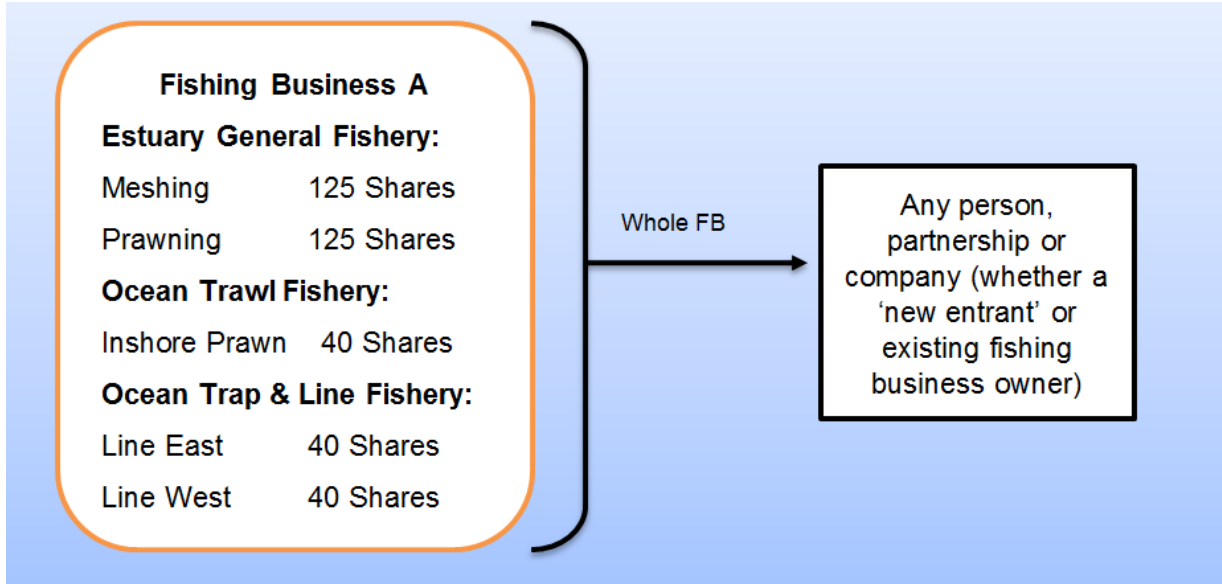 Fishing Business A
Estuary General Fishery:
Meshing 125 Shares
Prawning 125 Shares
Ocean Trawl Fishery:
Inshore Prawn 40 Shares
Ocean Trap & Line Fishery:
Line East 40 Shares
Line West 40 Shares
Whole FB
Any person,
partnership or
company (whether a
‘new entrant’ or
existing fishing
business owner)